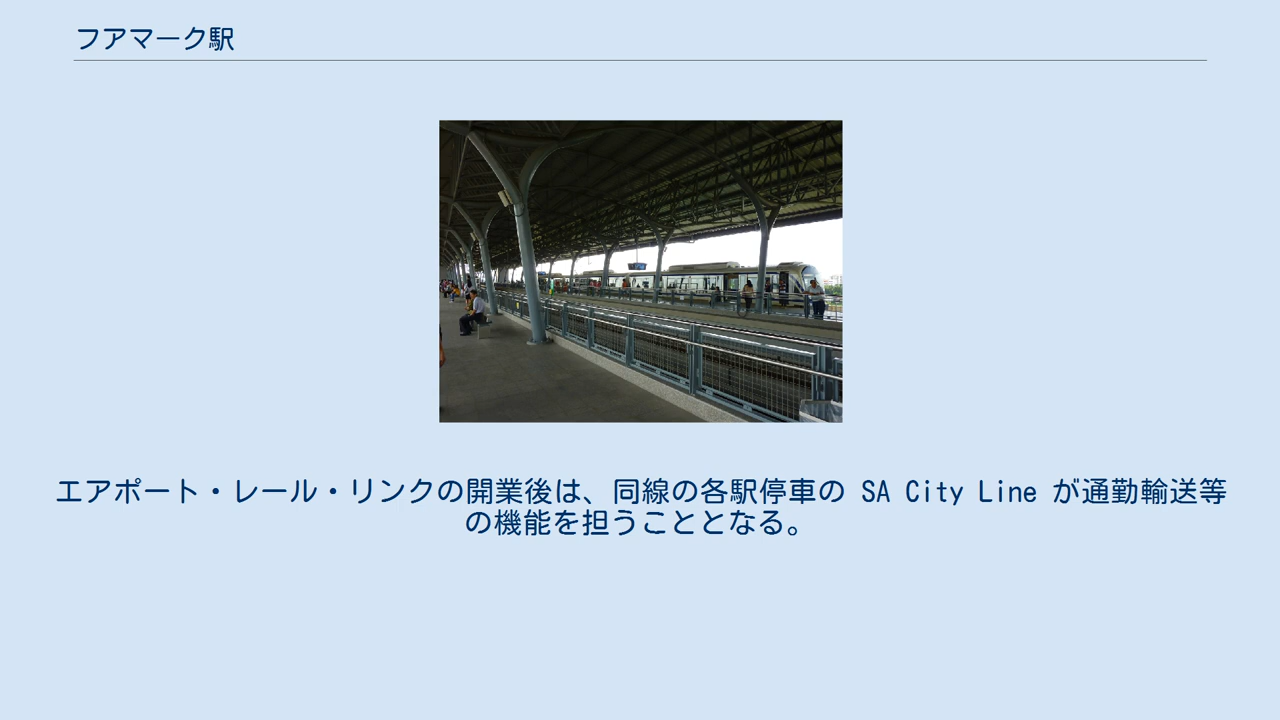 フアマーク駅
エアポート・レール・リンクの開業後は、同線の各駅停車の SA City Line が通勤輸送等
の機能を担うこととなる。